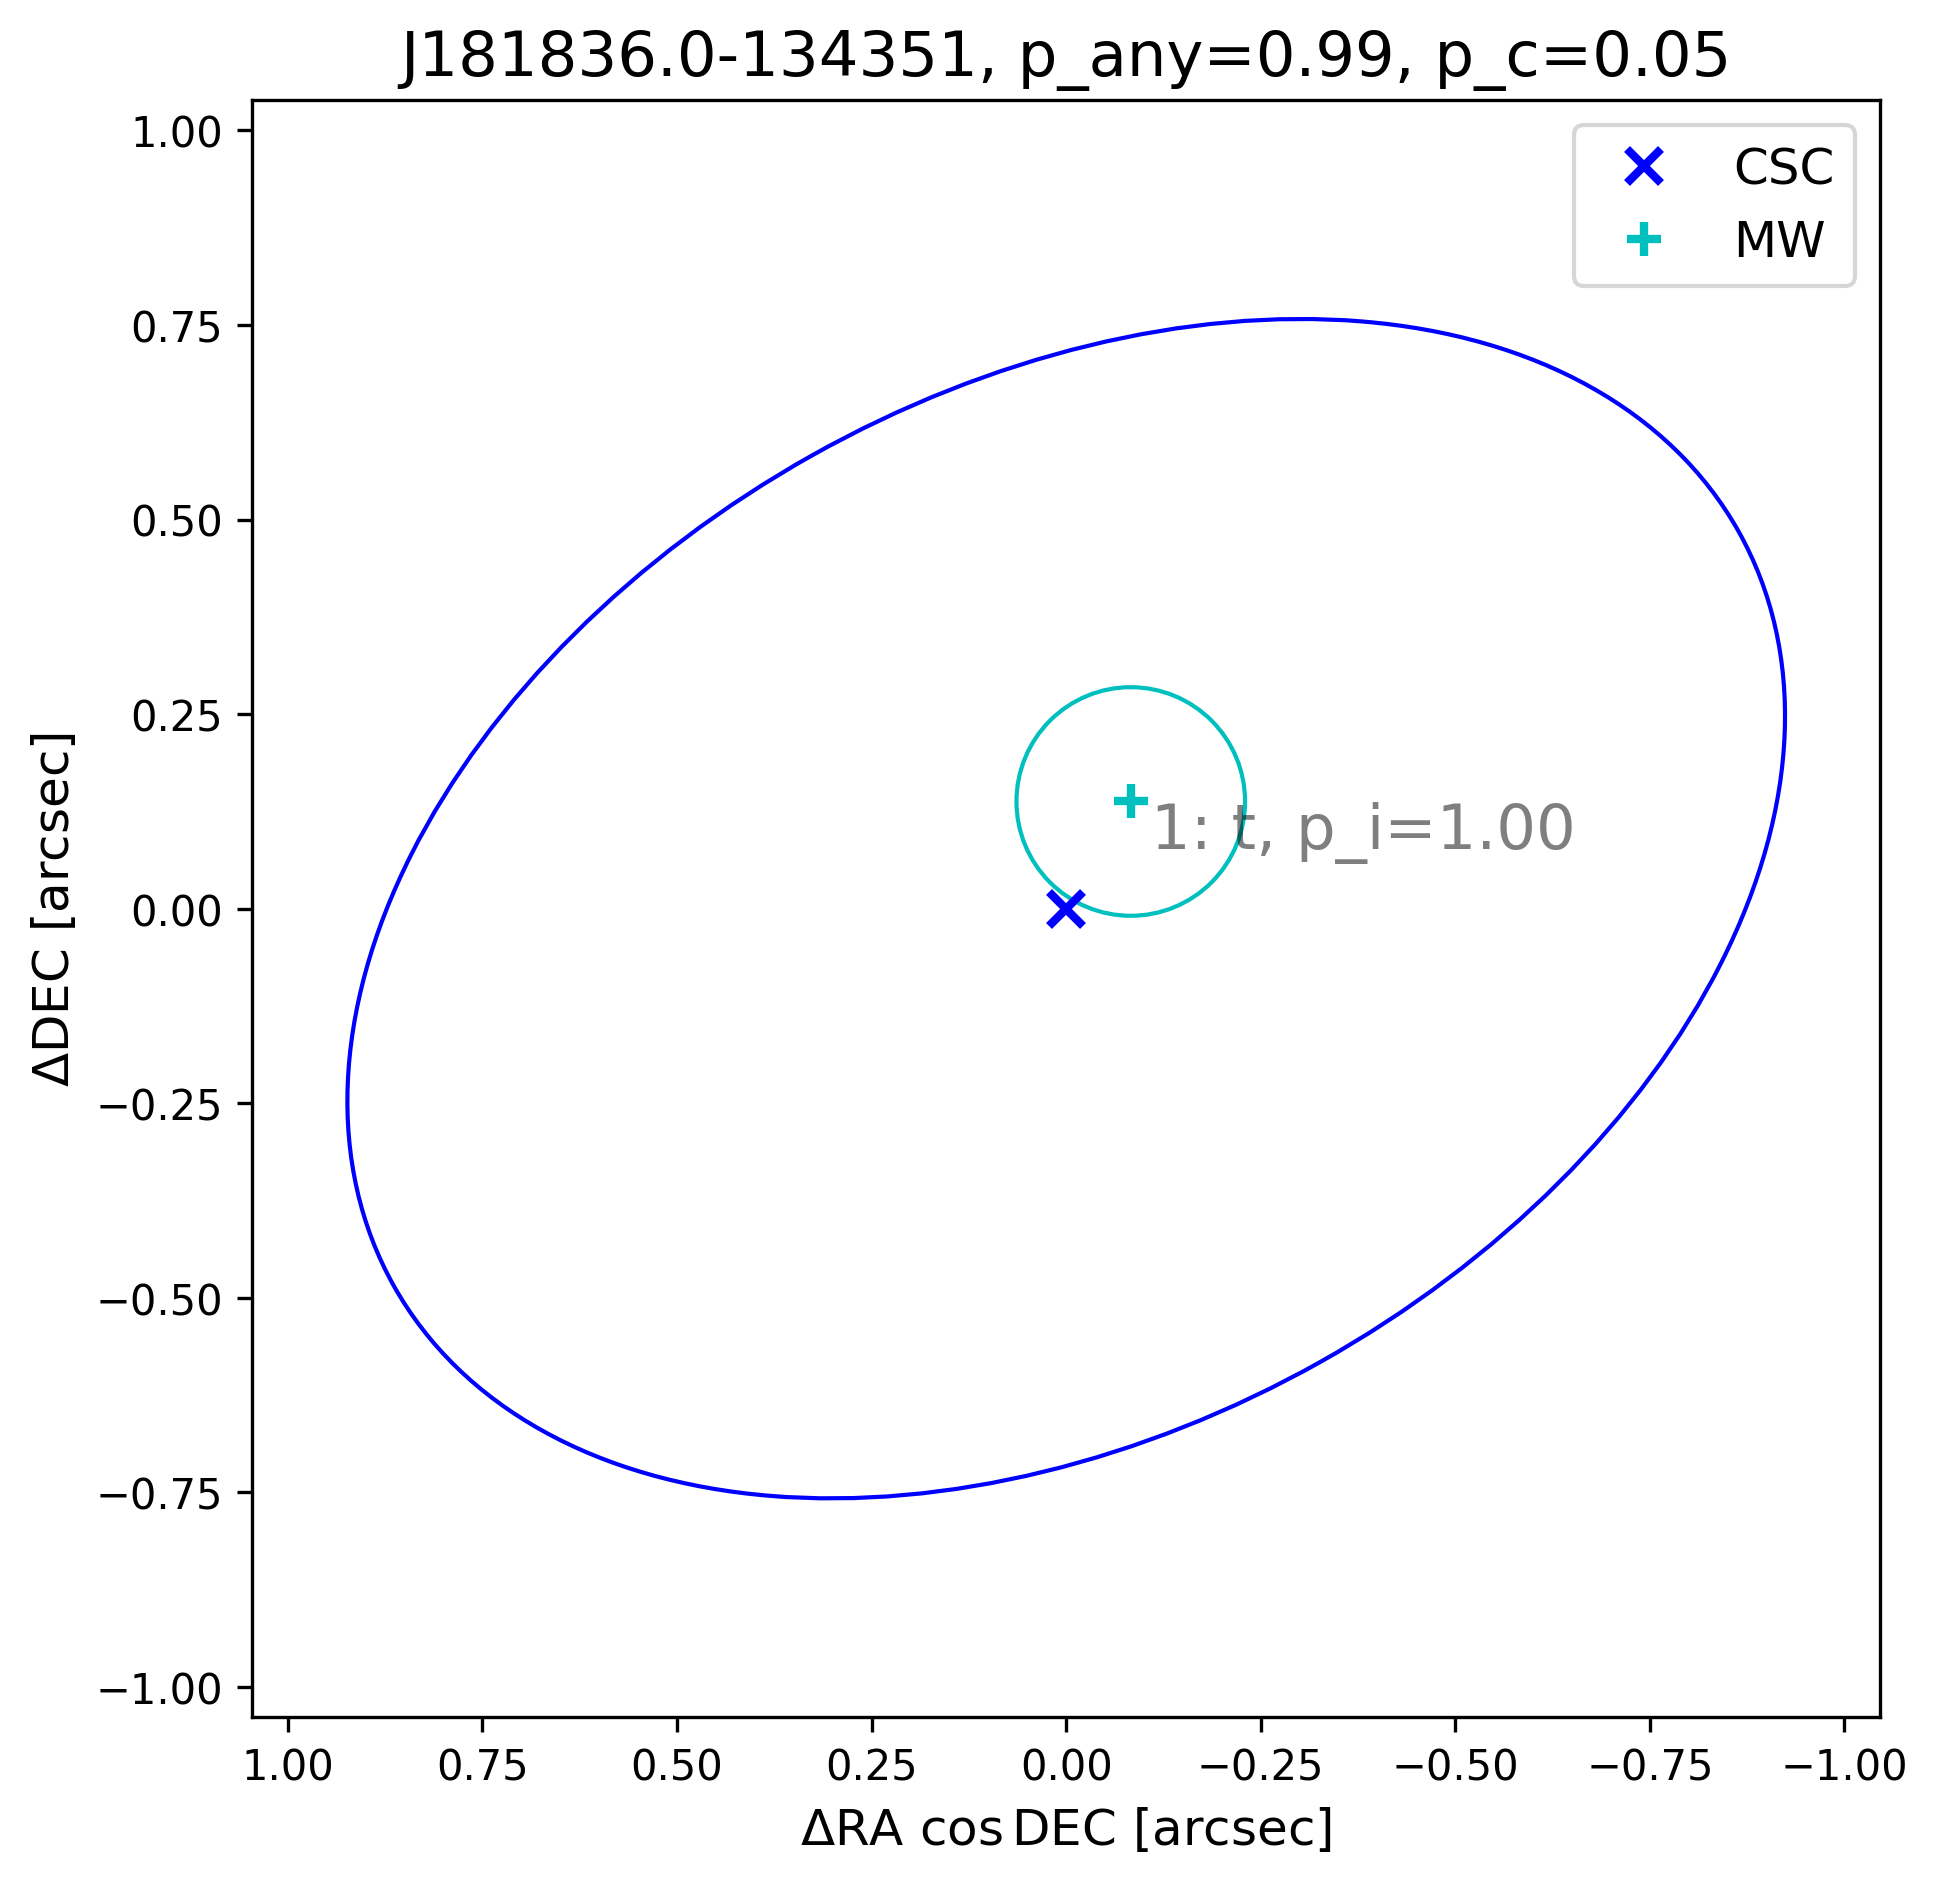 J181836.0-134351, p_any=0.99, p_c=0.05
CSC
MW
1.00
0.75
0.50
0.25
0.00
−0.25
−0.50
−0.75
−1.00
ΔDEC [arcsec]
1: t, p_i=1.00
1.00 0.75 0.50 0.25 0.00 −0.25 −0.50 −0.75 −1.00
ΔRA cos DEC [arcsec]